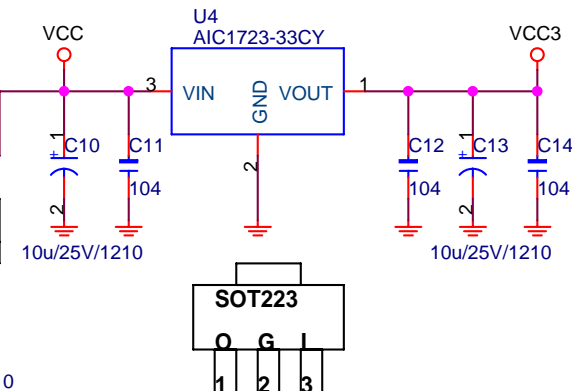 U4
AIC1723-33CY
VCC
VCC3
3
VIN
GND
VOUT
1
2
1
+
C10
2
C11
104
10u/25V/1210
C12
104
1
+
C13
2
C14
104
10u/25V/1210
SOT223
O G I
1 2 3
0